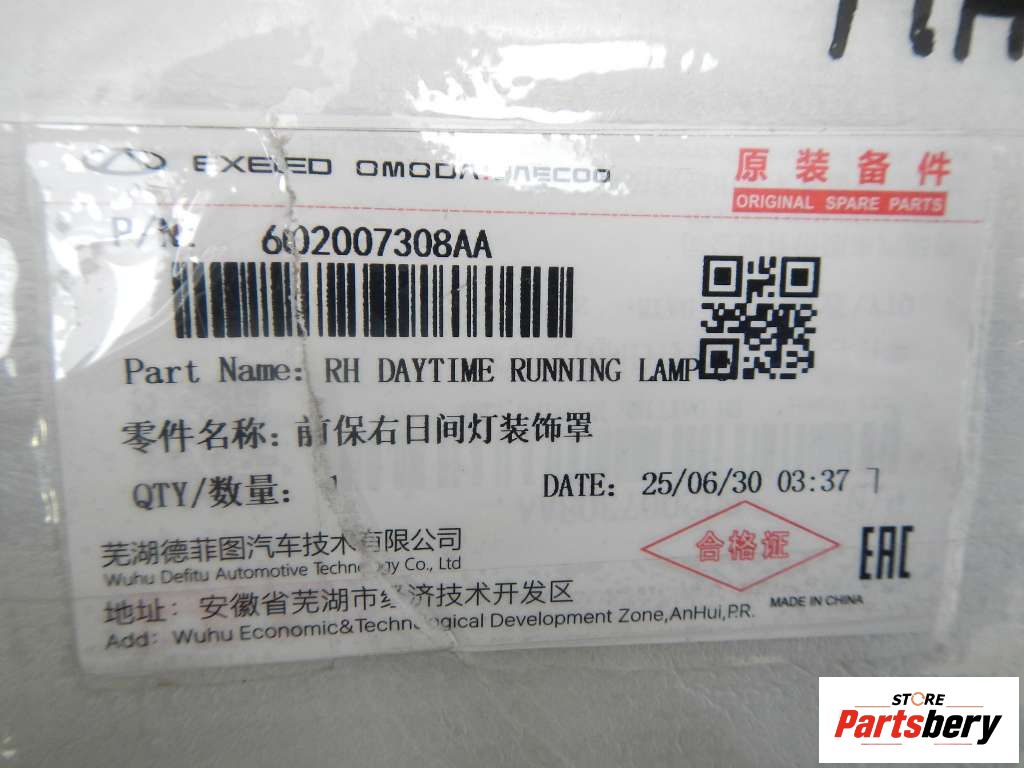 EXEED OMODA
JAECOO
原装备件
ORIGINAL SPARE PARTS
P/N: 602007308AA
Part Name: RH DAYTIME RUNNING LAMP
零件名称: 前保右日间灯装饰罩
QTY/数量: 1
DATE: 25/06/30 03:37
芜湖德菲图汽车技术有限公司
Wuhu Defitu Automotive Technology Co., Ltd
合格证
EAC
地址: 安徽省芜湖市经济技术开发区
MADE IN CHINA
Add: Wuhu Economic&Technological Development Zone,AnHui,P.R.
STORE
Partsbery